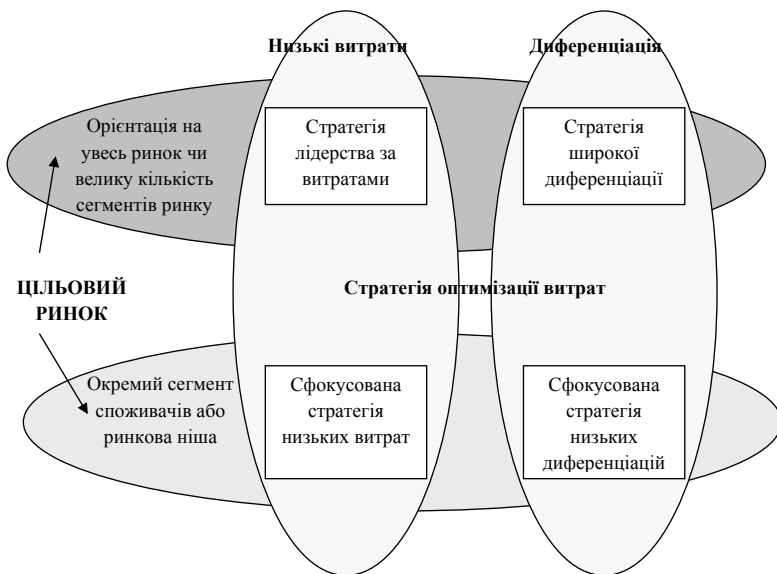 Низькі витрати
Диференціація
Орієнтація на
увесь ринок чи
велику кількість
сегментів ринку
Стратегія
лідерства за
витратами
Стратегія
широкої
диференціації
ЦІЛЬОВИЙ
РИНОК
Стратегія оптимізації витрат
Окремий сегмент
споживачів або
ринкова ніша
Сфокусована
стратегія
низьких витрат
Сфокусована
стратегія
низьких
диференціацій